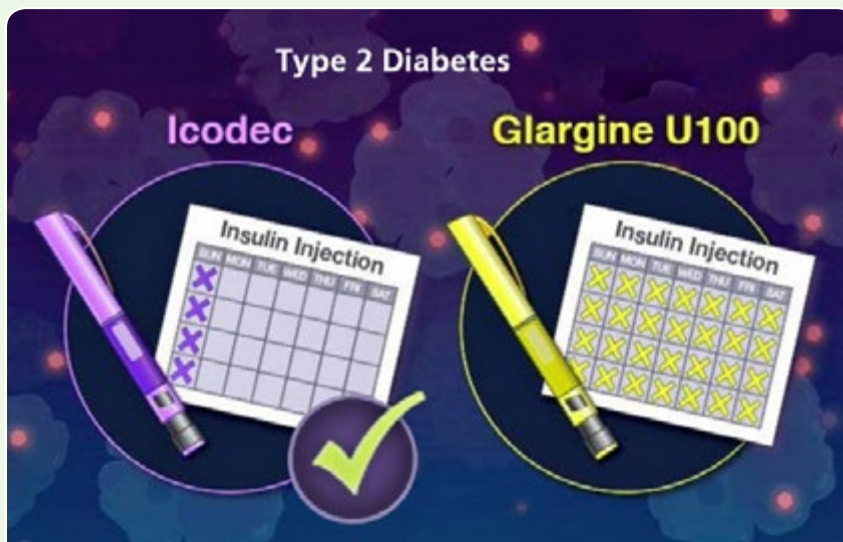 Type 2 Diabetes
Icodec
Glargine U100
Insulin Injection
SUN MON TUE WED THU FRI SAT
Insulin Injection
SUN MON TUE WED THU FRI SAT